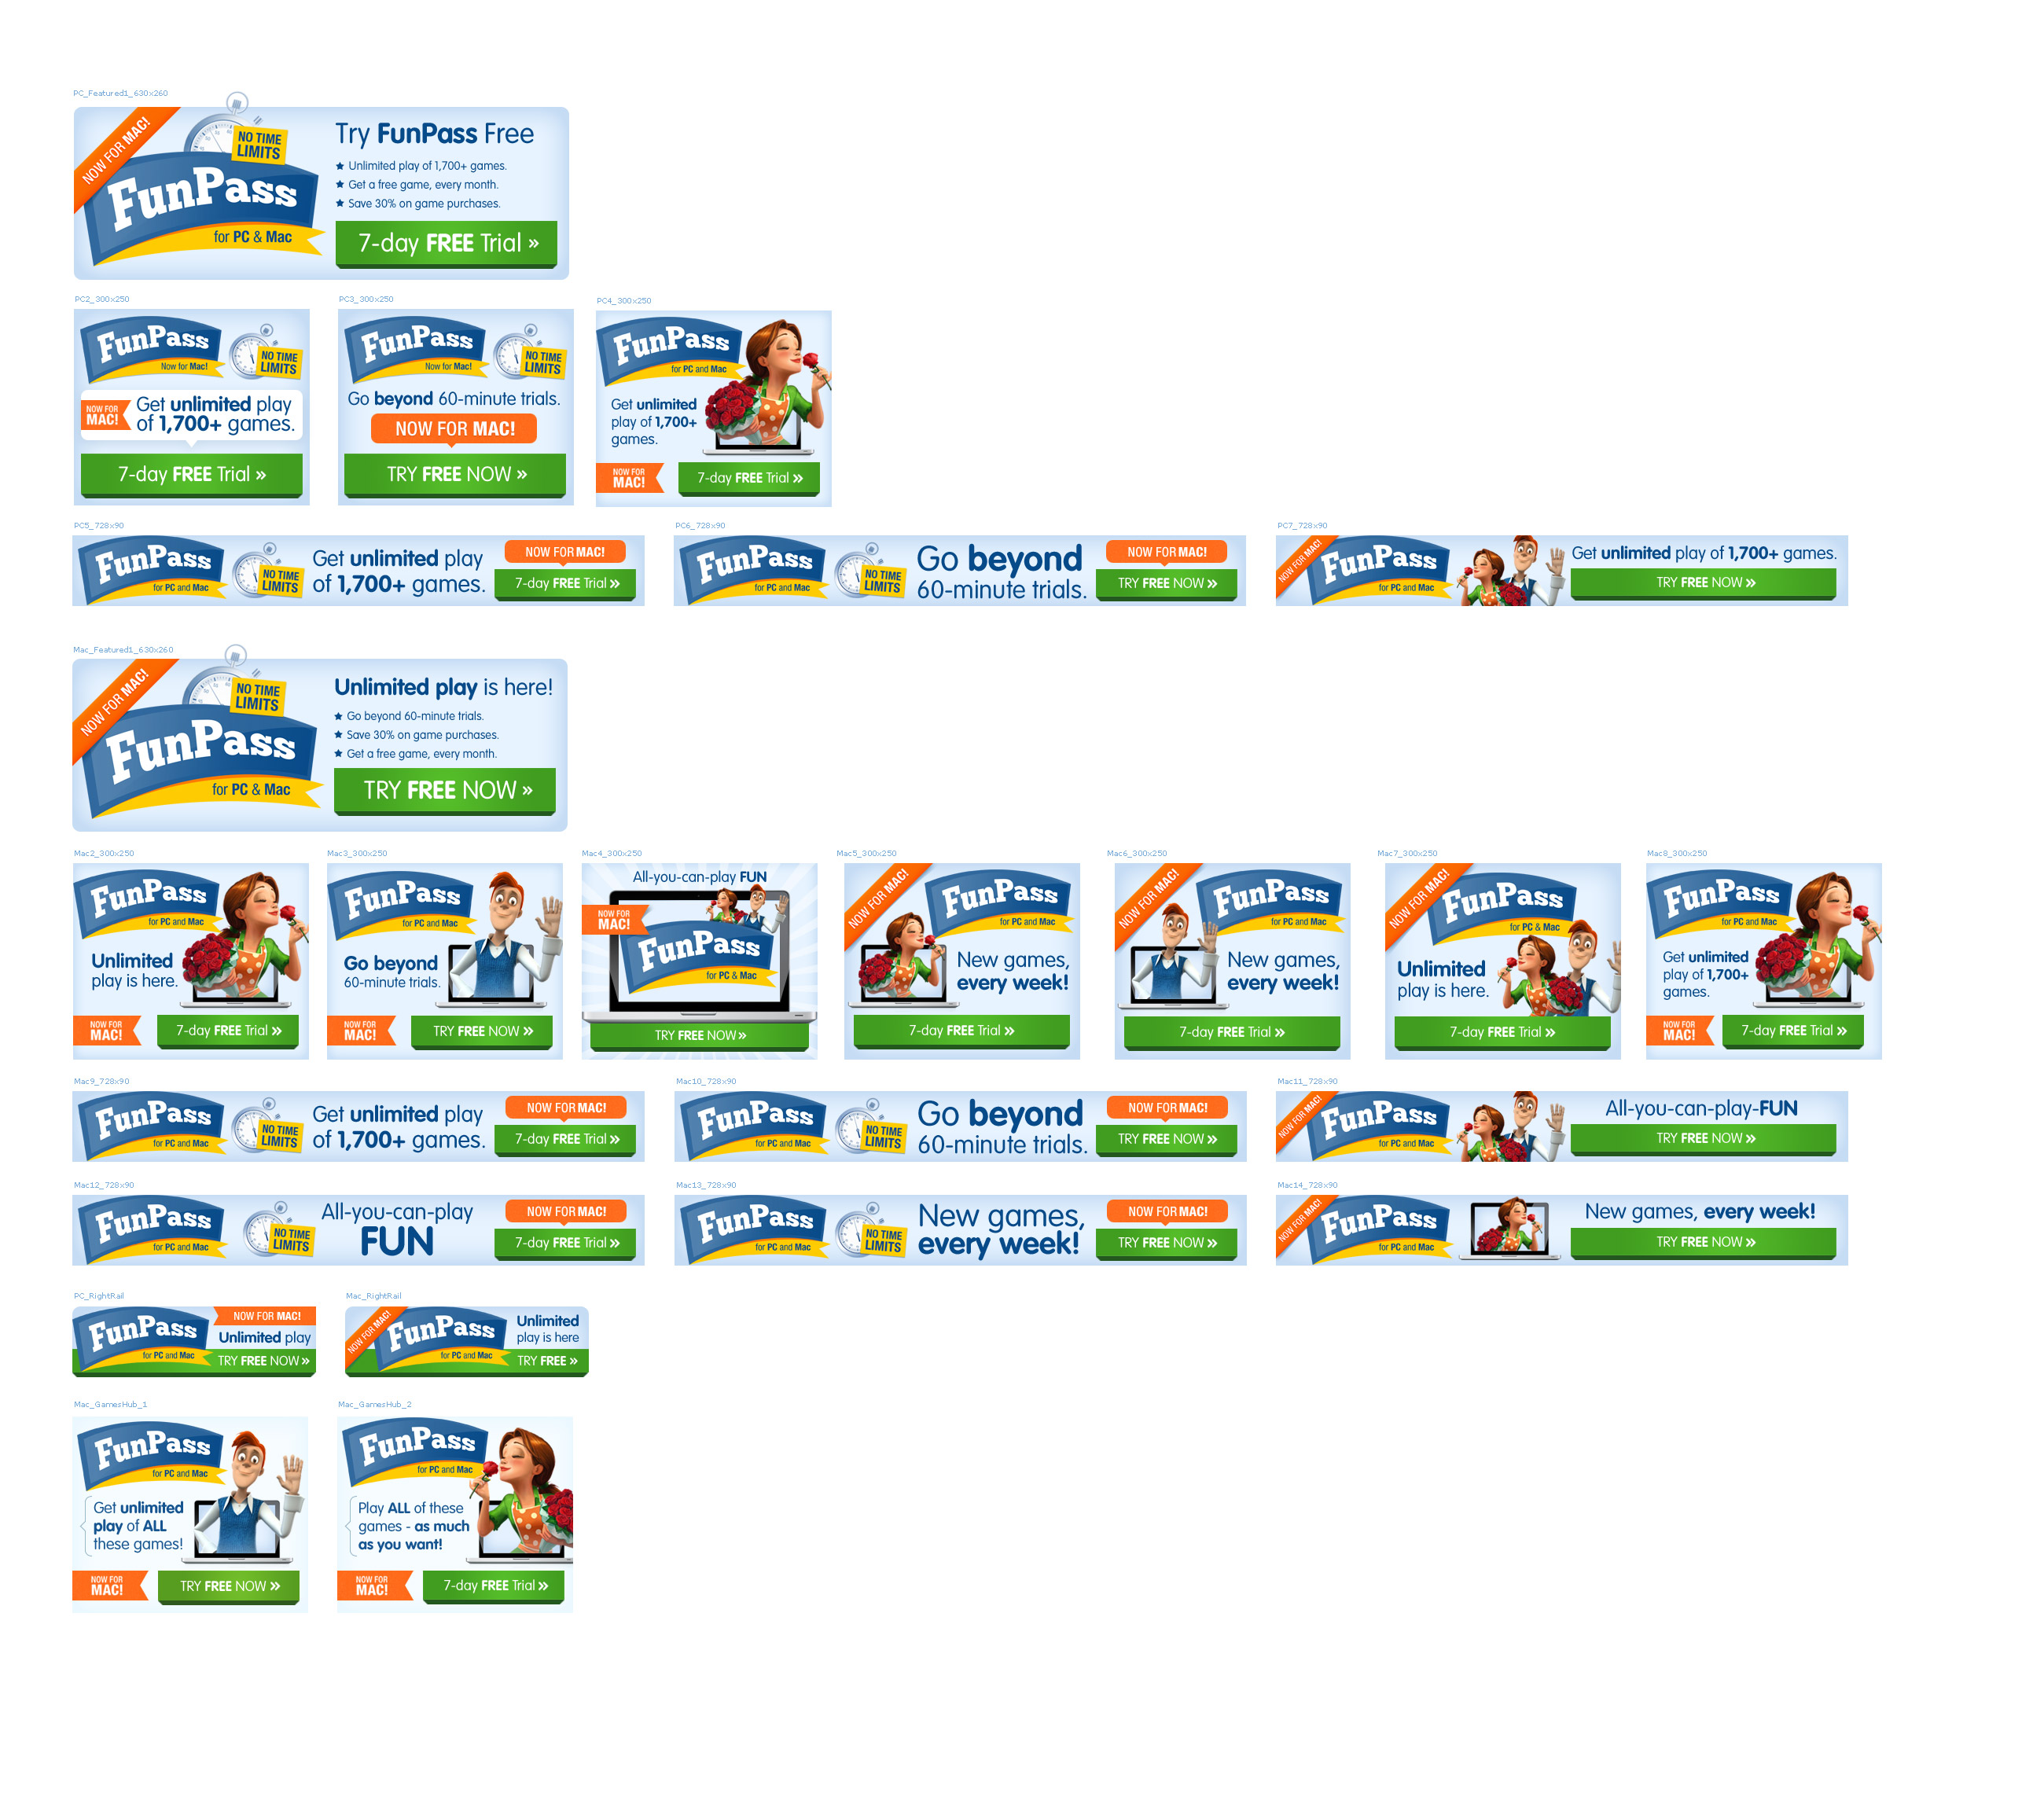 PC_Featured1_630x260
NOW FOR MAC!
NO TIME
LIMITS
FunPass
for PC & Mac
Try FunPass Free
Unlimited play of 1,700+ games.
Get a free game, every month.
Save 30% on game purchases.
7-day FREE Trial »
PC2_300x250
FunPass
Now for Mac!
NO TIME
LIMITS
NOW FOR
MAC!
Get unlimited play
of 1,700+ games.
7-day FREE Trial »
PC3_300x250
FunPass
Now for Mac!
NO TIME
LIMITS
Go beyond 60-minute trials.
NOW FOR MAC!
TRY FREE NOW »
PC4_300x250
FunPass
for PC and Mac
Get unlimited
play of 1,700+
games.
NOW FOR
MAC!
7-day FREE Trial »
PC5_728x90
FunPass
for PC and Mac
NO TIME
LIMITS
Get unlimited play
of 1,700+ games.
NOW FOR MAC!
7-day FREE Trial »
PC6_728x90
FunPass
for PC and Mac
NO TIME
LIMITS
Go beyond
60-minute trials.
NOW FOR MAC!
TRY FREE NOW »
PC7_728x90
NOW FOR MAC!
FunPass
for PC and Mac
Get unlimited play of 1,700+ games.
TRY FREE NOW »
Mac_Featured1_630x260
NOW FOR MAC!
NO TIME
LIMITS
FunPass
for PC & Mac
Unlimited play is here!
Go beyond 60-minute trials.
Save 30% on game purchases.
Get a free game, every month.
TRY FREE NOW »
Mac2_300x250
FunPass
for PC and Mac
Unlimited
play is here.
NOW FOR
MAC!
7-day FREE Trial »
Mac3_300x250
FunPass
for PC and Mac
Go beyond
60-minute trials.
NOW FOR
MAC!
TRY FREE NOW »
Mac4_300x250
All-you-can-play FUN
NOW FOR
MAC!
FunPass
for PC & Mac
TRY FREE NOW »
Mac5_300x250
NOW FOR MAC!
FunPass
for PC and Mac
New games,
every week!
7-day FREE Trial »
Mac6_300x250
NOW FOR MAC!
FunPass
for PC and Mac
New games,
every week!
7-day FREE Trial »
Mac7_300x250
NOW FOR MAC!
FunPass
for PC & Mac
Unlimited
play is here.
7-day FREE Trial »
Mac8_300x250
FunPass
for PC and Mac
Get unlimited
play of 1,700+
games.
NOW FOR
MAC!
7-day FREE Trial »
Mac9_728x90
FunPass
for PC and Mac
NO TIME
LIMITS
Get unlimited play
of 1,700+ games.
NOW FOR MAC!
7-day FREE Trial »
Mac10_728x90
FunPass
for PC and Mac
NO TIME
LIMITS
Go beyond
60-minute trials.
NOW FOR MAC!
TRY FREE NOW »
Mac11_728x90
NOW FOR MAC!
FunPass
for PC and Mac
All-you-can-play-FUN
TRY FREE NOW »
Mac12_728x90
FunPass
for PC and Mac
NO TIME
LIMITS
All-you-can-play
FUN
NOW FOR MAC!
7-day FREE Trial »
Mac13_728x90
FunPass
for PC and Mac
NO TIME
LIMITS
New games,
every week!
NOW FOR MAC!
TRY FREE NOW »
Mac14_728x90
NOW FOR MAC!
FunPass
for PC and Mac
New games, every week!
TRY FREE NOW »
PC_RightRail
FunPass
for PC and Mac
NOW FOR MAC!
Unlimited play
TRY FREE NOW »
Mac_RightRail
NOW FOR MAC!
FunPass
for PC and Mac
Unlimited
play is here
TRY FREE »
Mac_GamesHub_1
FunPass
for PC and Mac
Get unlimited
play of ALL
these games!
NOW FOR
MAC!
TRY FREE NOW »
Mac_GamesHub_2
FunPass
for PC and Mac
Play ALL of these
games - as much
as you want!
NOW FOR
MAC!
7-day FREE Trial »